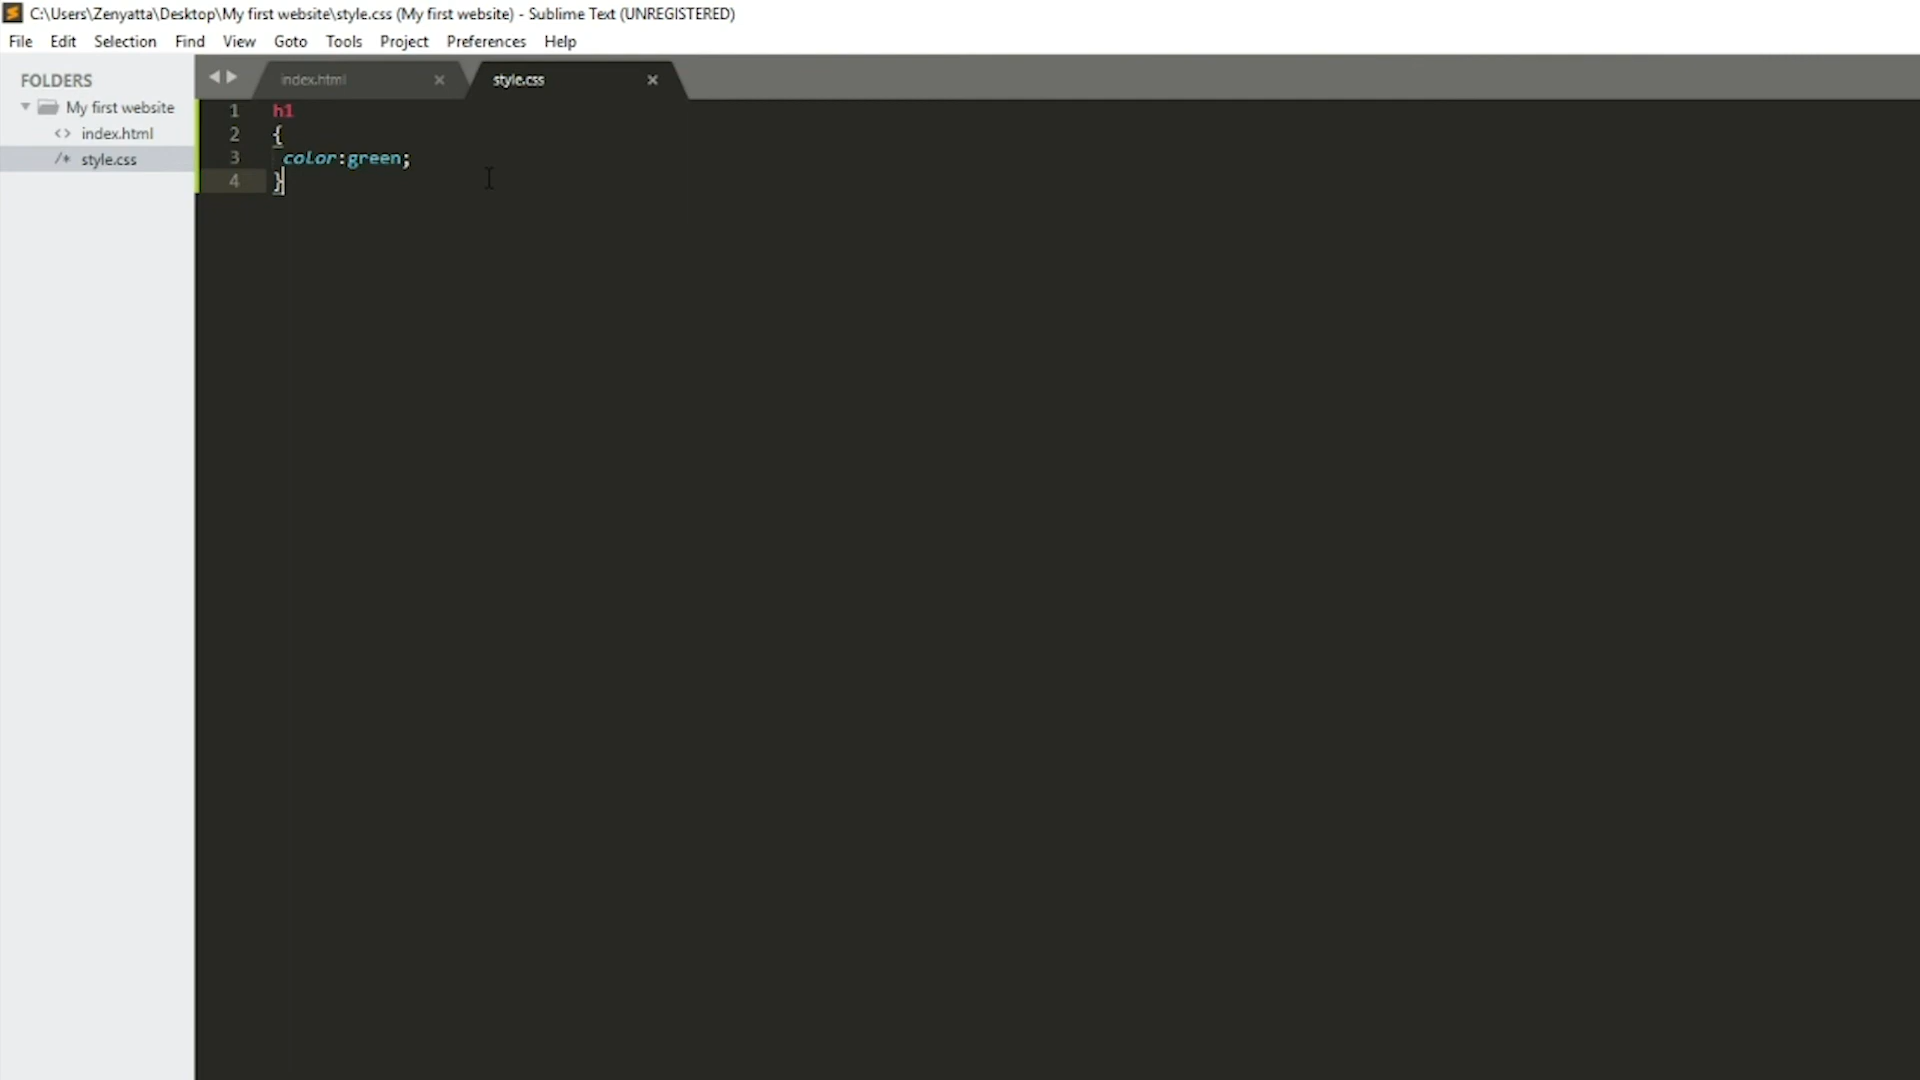 C:\Users\Zenyatta\Desktop\My first website\style.css (My first website) - Sublime Text (UNREGISTERED)
File Edit Selection Find View Goto Tools Project Preferences Help
FOLDERS
My first website
<> index.html
/* style.css
index.html × style.css ×
1 h1
2 {
3 color:green;
4 }